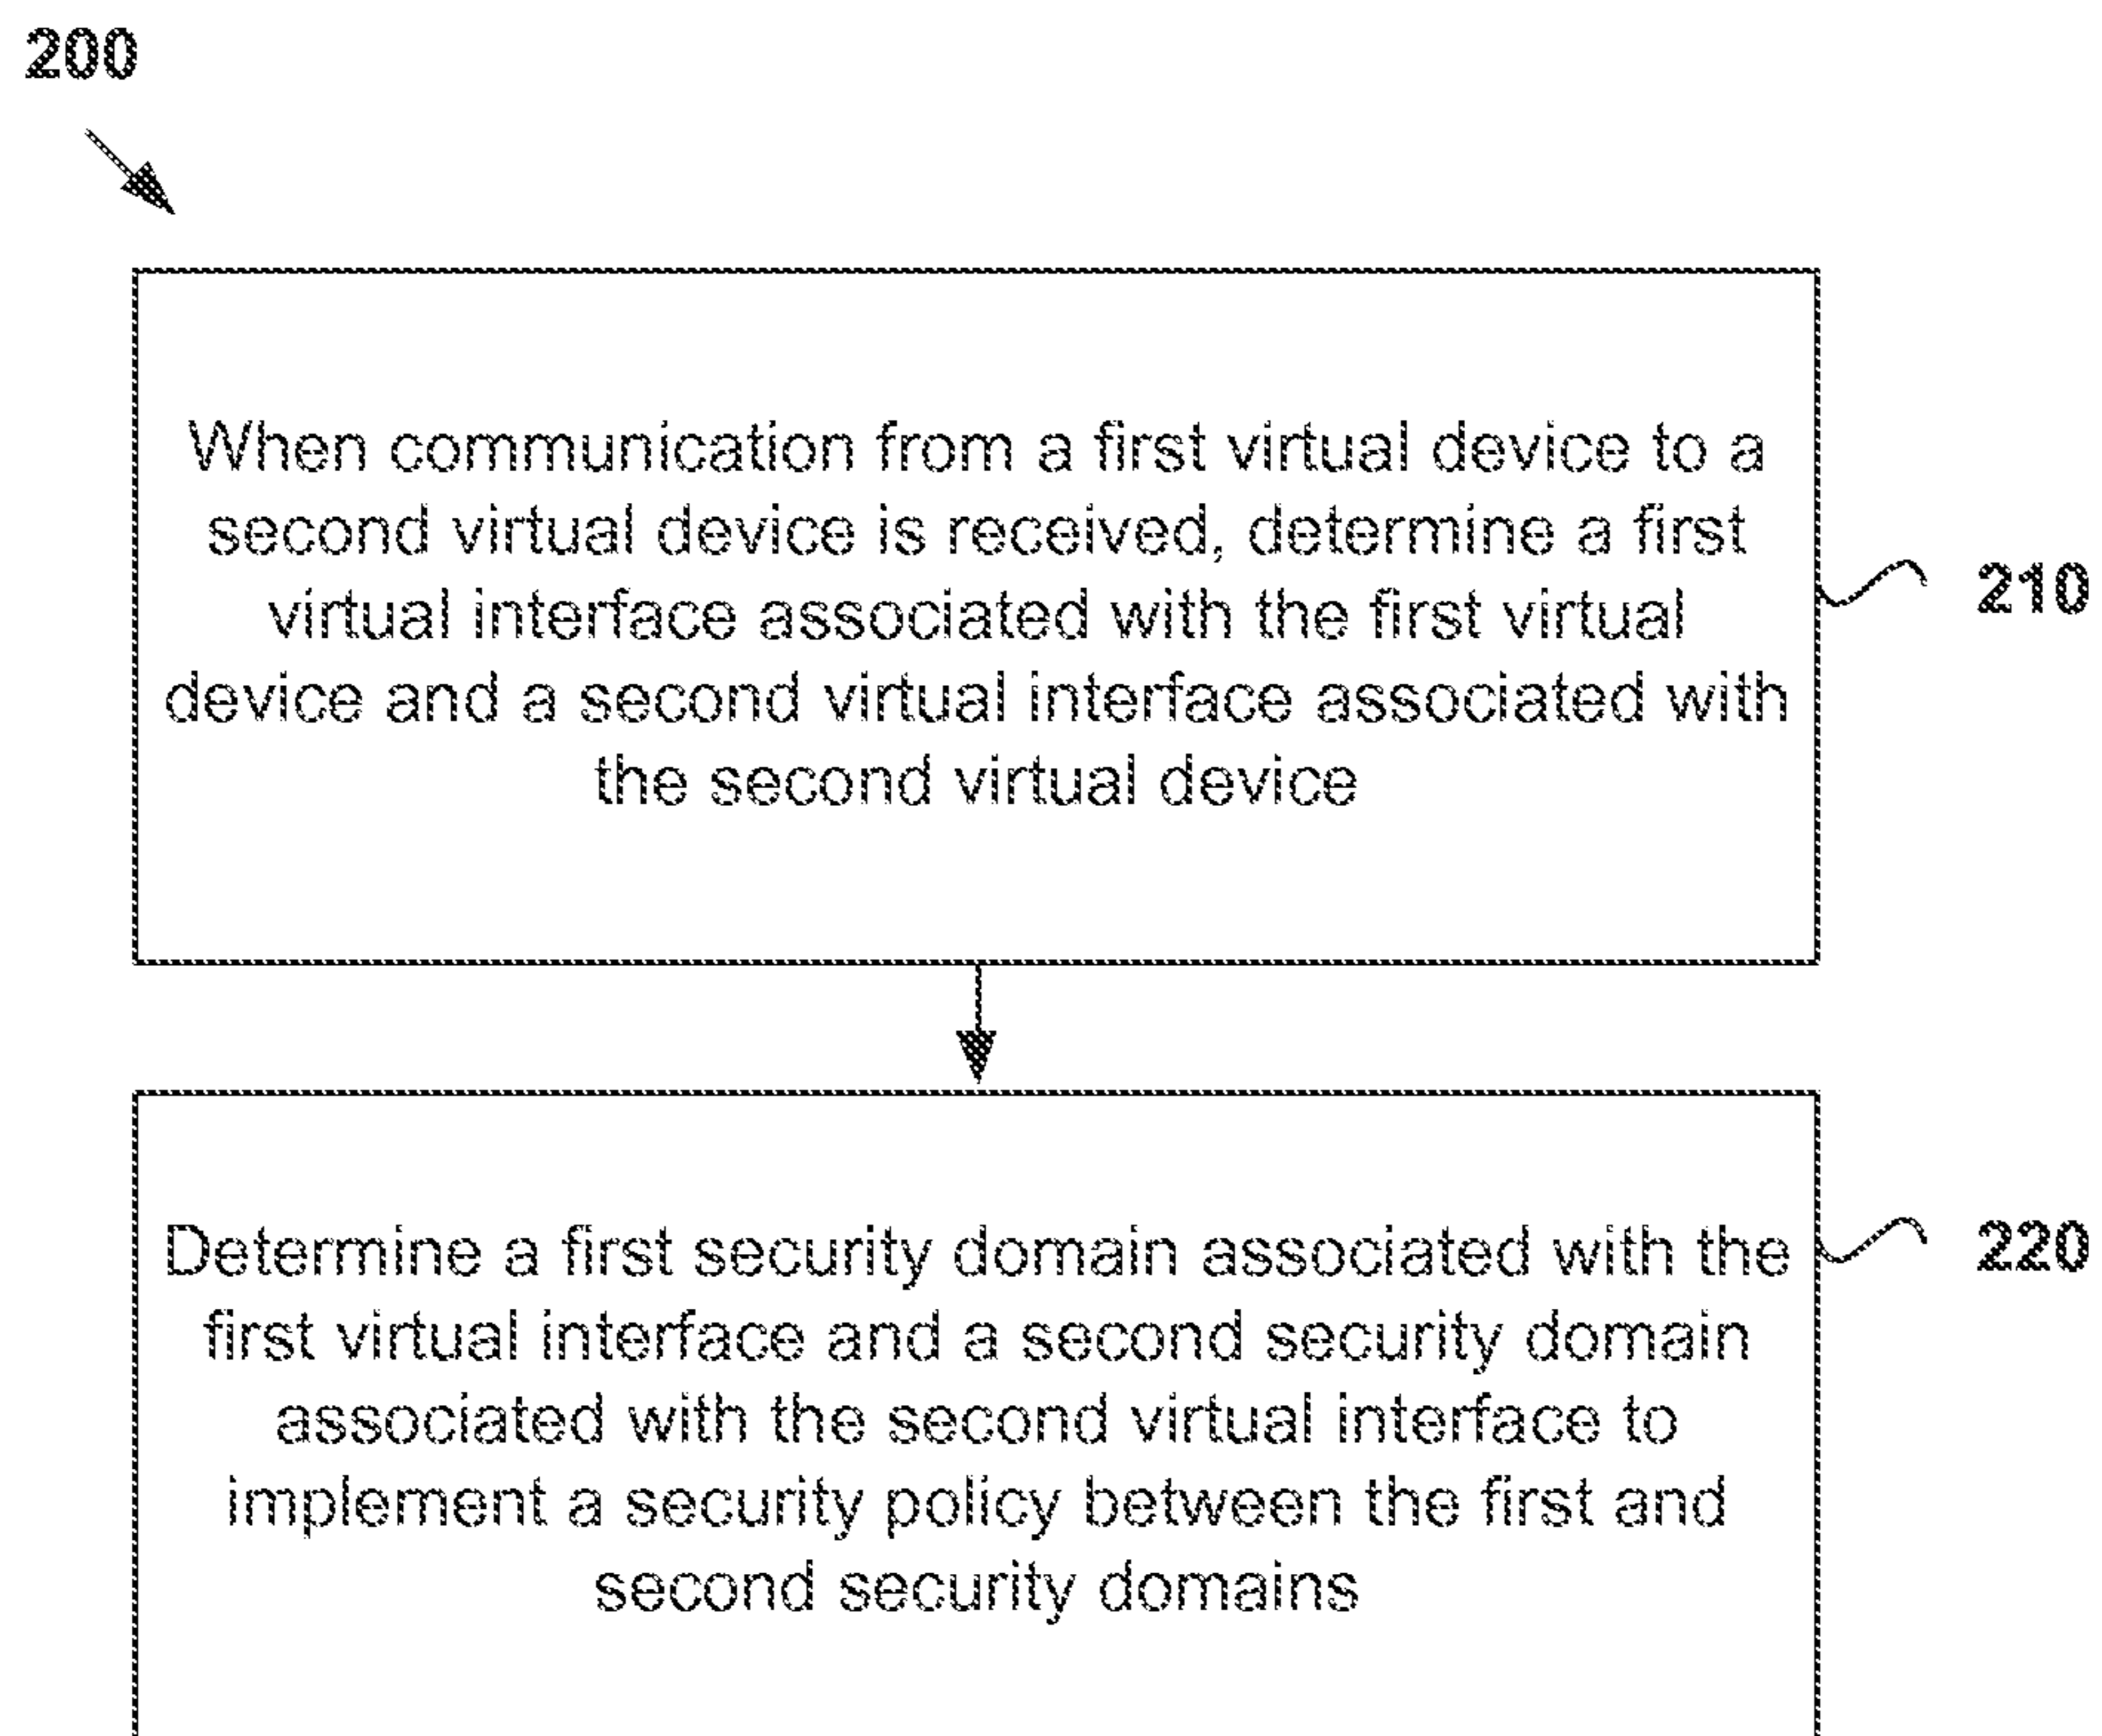 200
When communication from a first virtual device to a
second virtual device is received, determine a first
virtual interface associated with the first virtual
device and a second virtual interface associated with
the second virtual device
210
Determine a first security domain associated with the
first virtual interface and a second security domain
associated with the second virtual interface to
implement a security policy between the first and
second security domains
220